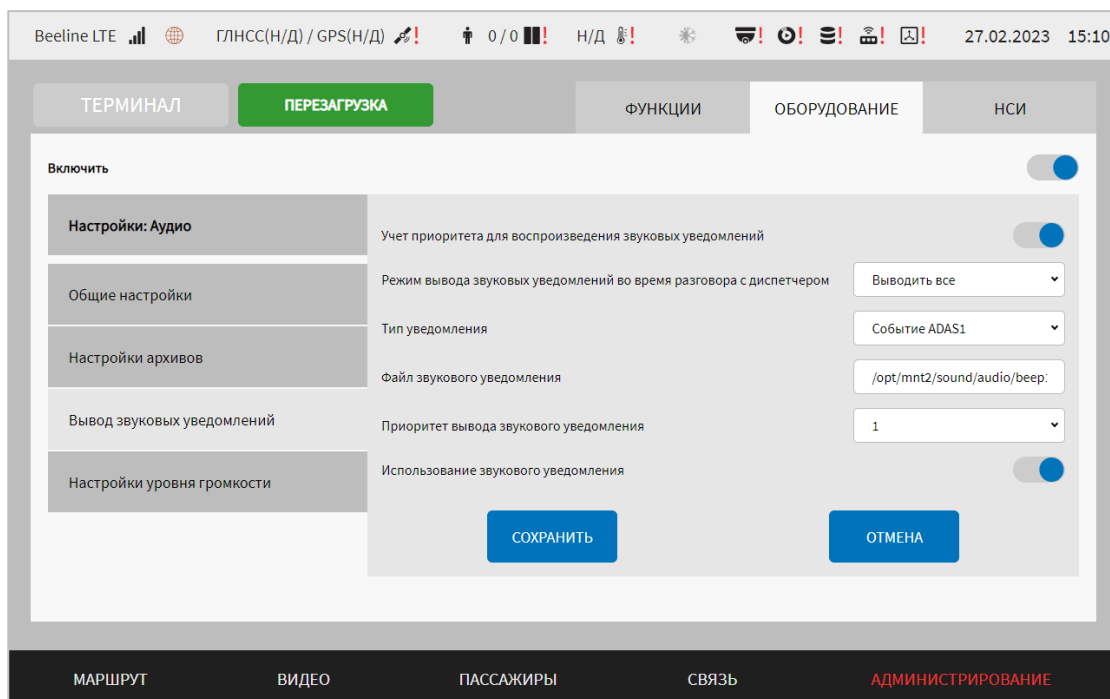 Beeline LTE ГЛНСС(Н/Д) / GPS(Н/Д) ! 0 / 0 ! Н/Д ! ! ! ! ! ! 27.02.2023 15:10
ТЕРМИНАЛ ПЕРЕЗАГРУЗКА ФУНКЦИИ ОБОРУДОВАНИЕ НСИ
Включить
Настройки: Аудио
Общие настройки
Настройки архивов
Вывод звуковых уведомлений
Настройки уровня громкости
Учет приоритета для воспроизведения звуковых уведомлений
Режим вывода звуковых уведомлений во время разговора с диспетчером Выводить все
Тип уведомления Событие ADAS1
Файл звукового уведомления /opt/mnt2/sound/audio/beep
Приоритет вывода звукового уведомления 1
Использование звукового уведомления
СОХРАНИТЬ ОТМЕНА
МАРШРУТ ВИДЕО ПАССАЖИРЫ СВЯЗЬ АДМИНИСТРИРОВАНИЕ